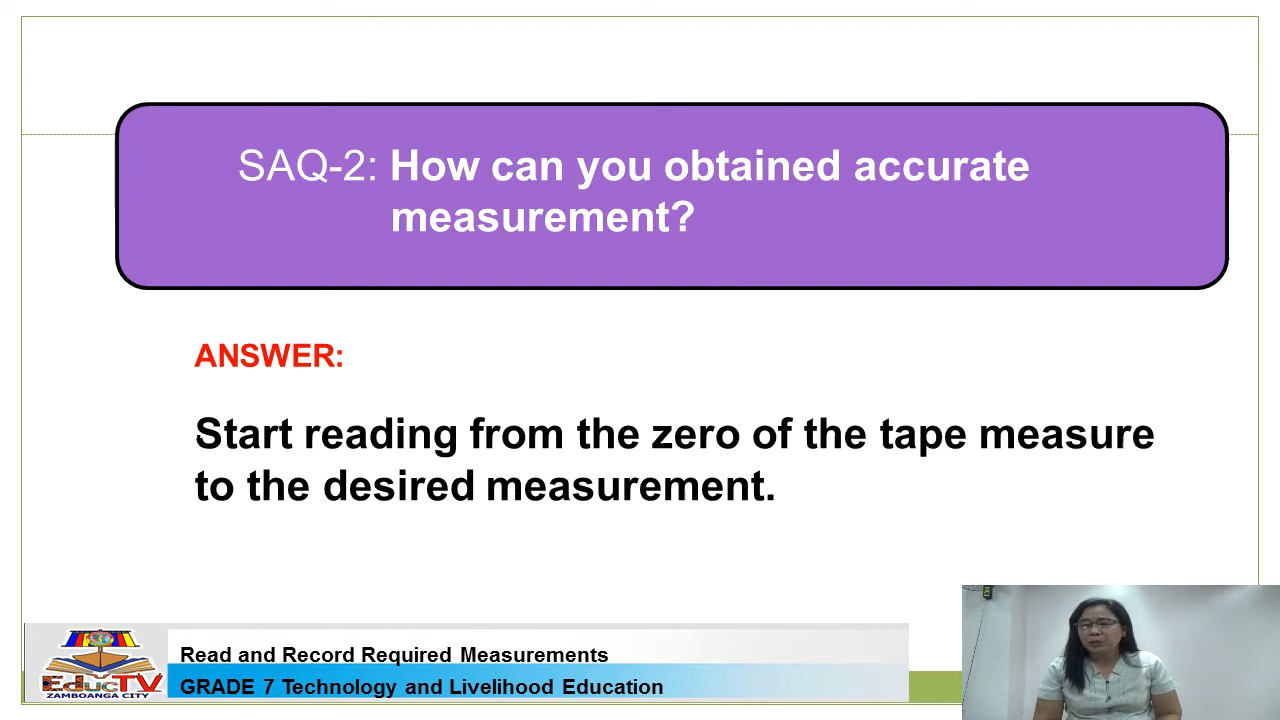 SAQ-2: How can you obtained accurate
measurement?
ANSWER:
Start reading from the zero of the tape measure
to the desired measurement.
Read and Record Required Measurements
GRADE 7 Technology and Livelihood Education
EducTV
ZAMBOANGA CITY